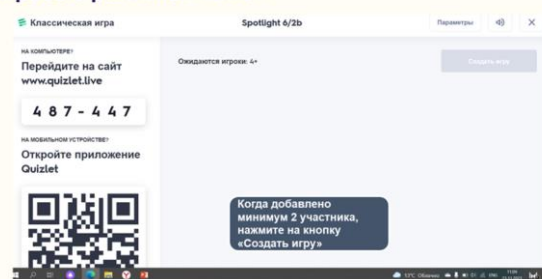 Классическая игра
Spotlight 6/2b
Параметры
НА КОМПЬЮТЕРЕ?
Перейдите на сайт
www.quizlet.live
487-447
НА МОБИЛЬНОМ УСТРОЙСТВЕ?
Откройте приложение
Quizlet
Ожидаются игроки: 4+
Создать игру
Когда добавлено
минимум 2 участника,
нажмите на кнопку
«Создать игру»